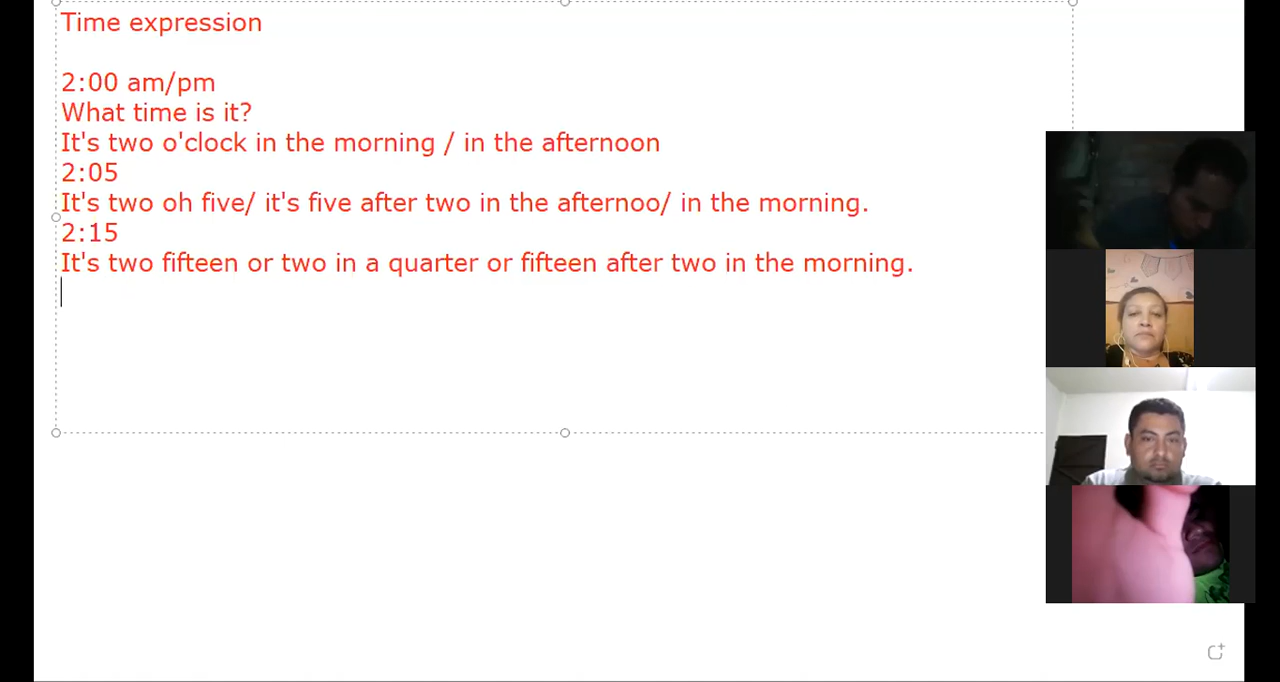 Time expression
2:00 am/pm
What time is it?
It's two o'clock in the morning / in the afternoon
2:05
It's two oh five/ it's five after two in the afternoo/ in the morning.
2:15
It's two fifteen or two in a quarter or fifteen after two in the morning.